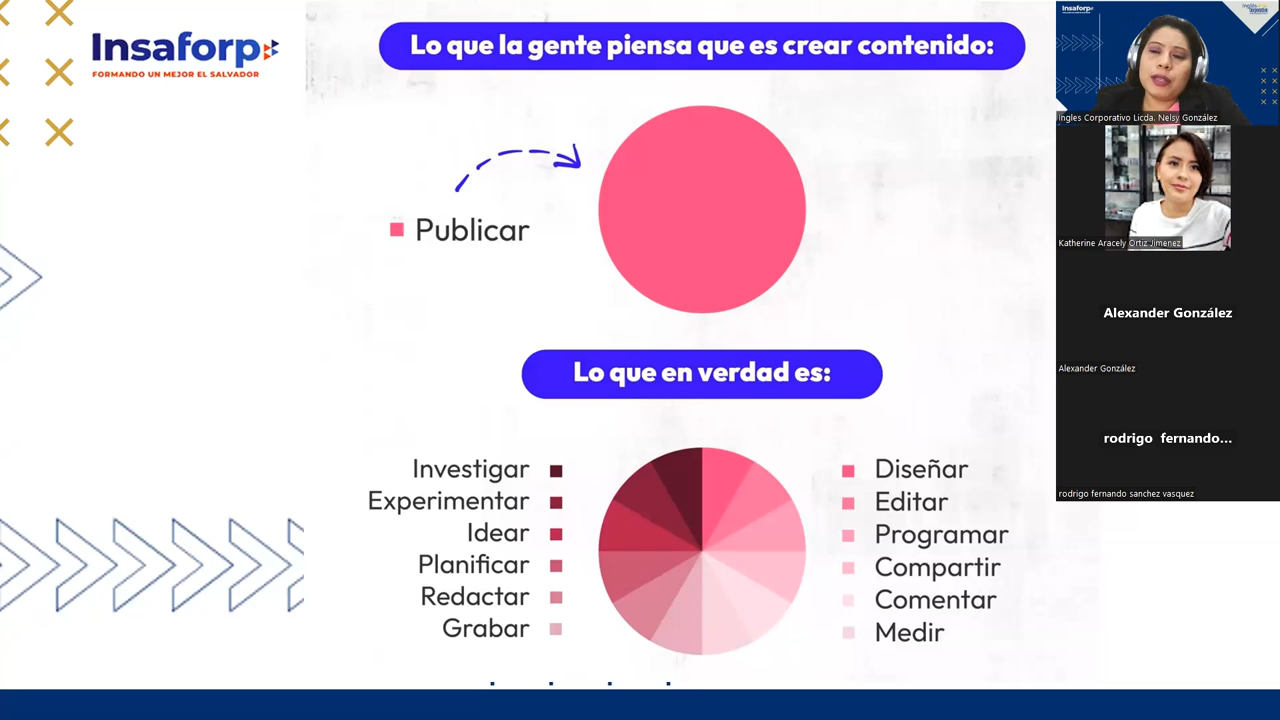 Insaforp
FORMANDO UN MEJOR EL SALVADOR
Lo que la gente piensa que es crear contenido:
Publicar
Lo que en verdad es:
Investigar
Experimentar
Idear
Planificar
Redactar
Grabar
Diseñar
Editar
Programar
Compartir
Comentar
Medir
Insaforp
Ingles Corporativo Licda. Nelsy González
Katherine Aracely Ortiz Jimenez
Alexander González
Alexander González
rodrigo fernando...
rodrigo fernando sanchez vasquez